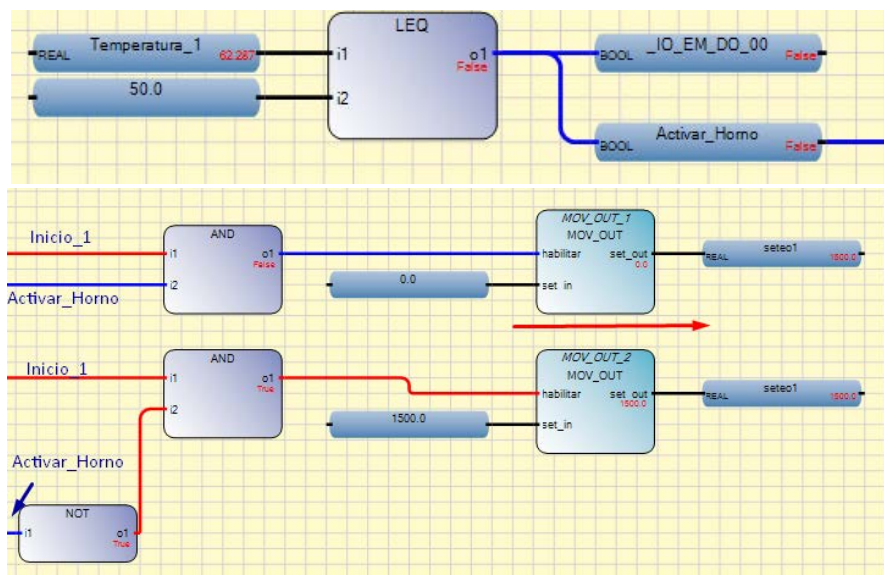 LEQ
REAL Temperatura_1 62.287 i1 o1 False BOOL _IO_EM_DO_00 False
50.0 i2
BOOL Activar_Horno False
Inicio_1
AND
i1 o1 False
Activar_Horno i2
0.0
MOV_OUT_1
MOV_OUT
habilitar set_out 0.0
set_in
REAL seteo1 1500.0
Inicio_1
AND
i1 o1 True
i2
1500.0
MOV_OUT_2
MOV_OUT
habilitar set_out 1500.0
set_in
REAL seteo1 1500.0
Activar_Horno
NOT
i1 o1 True